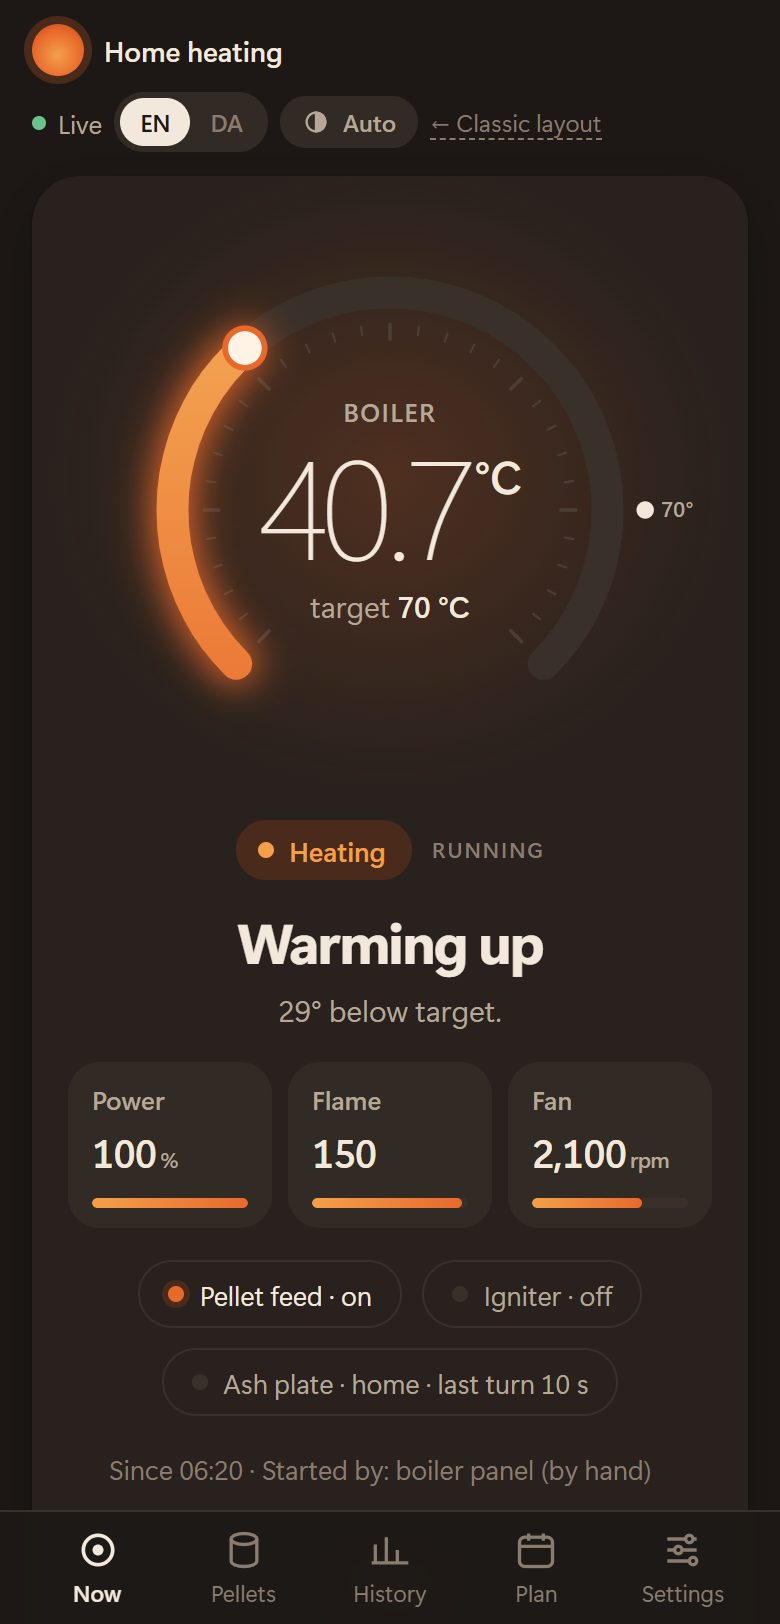 Home heating
Live
EN DA
Auto
← Classic layout
BOILER
40.7°C
70°
target 70 °C
Heating
RUNNING
Warming up
29° below target.
Power
100 %
Flame
150
Fan
2,100 rpm
Pellet feed · on
Igniter · off
Ash plate · home · last turn 10 s
Since 06:20 · Started by: boiler panel (by hand)
Now
Pellets
History
Plan
Settings